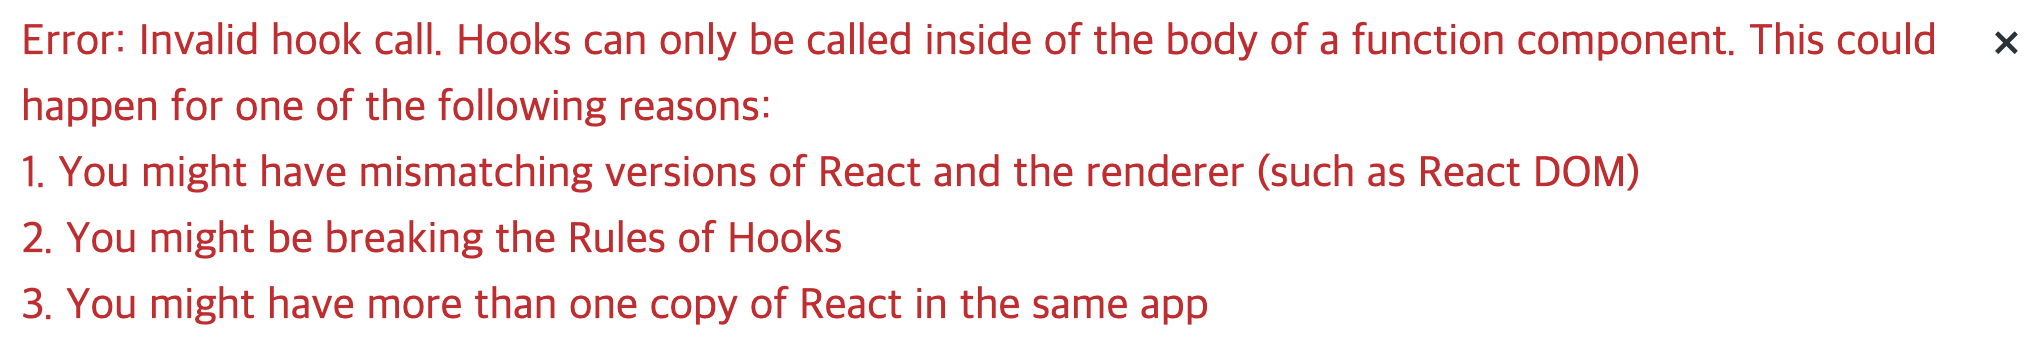 Error: Invalid hook call. Hooks can only be called inside of the body of a function component. This could
happen for one of the following reasons:
1. You might have mismatching versions of React and the renderer (such as React DOM)
2. You might be breaking the Rules of Hooks
3. You might have more than one copy of React in the same app